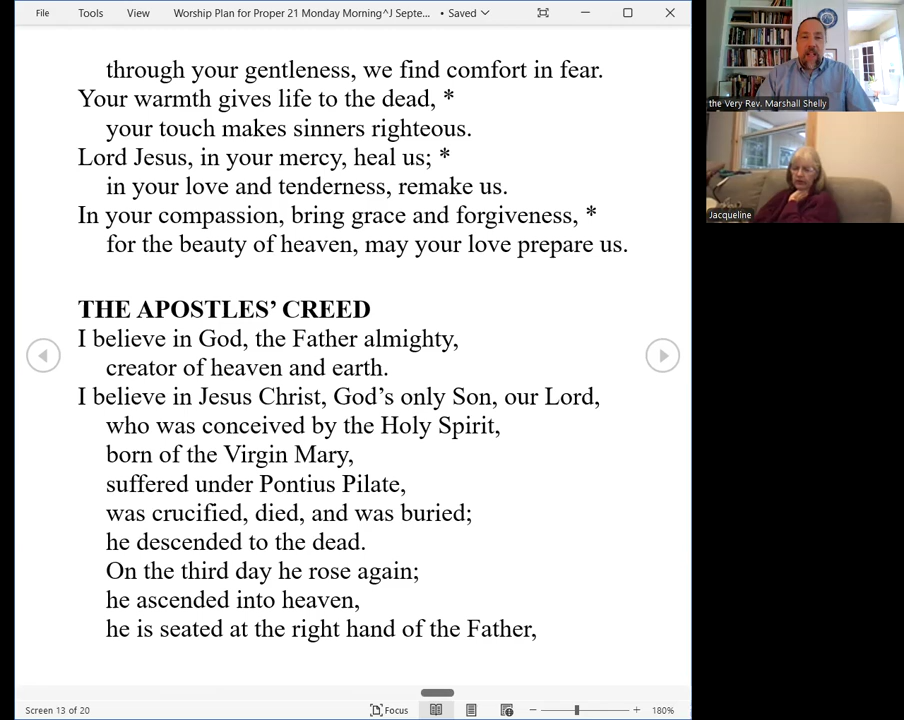 File Tools View Worship Plan for Proper 21 Monday Morning^J Septe... • Saved
through your gentleness, we find comfort in fear.
Your warmth gives life to the dead, *
your touch makes sinners righteous.
Lord Jesus, in your mercy, heal us; *
in your love and tenderness, remake us.
In your compassion, bring grace and forgiveness, *
for the beauty of heaven, may your love prepare us.
THE APOSTLES’ CREED
I believe in God, the Father almighty,
creator of heaven and earth.
I believe in Jesus Christ, God’s only Son, our Lord,
who was conceived by the Holy Spirit,
born of the Virgin Mary,
suffered under Pontius Pilate,
was crucified, died, and was buried;
he descended to the dead.
On the third day he rose again;
he ascended into heaven,
he is seated at the right hand of the Father,
Screen 13 of 20 Focus 180%
the Very Rev. Marshall Shelly
Jacqueline